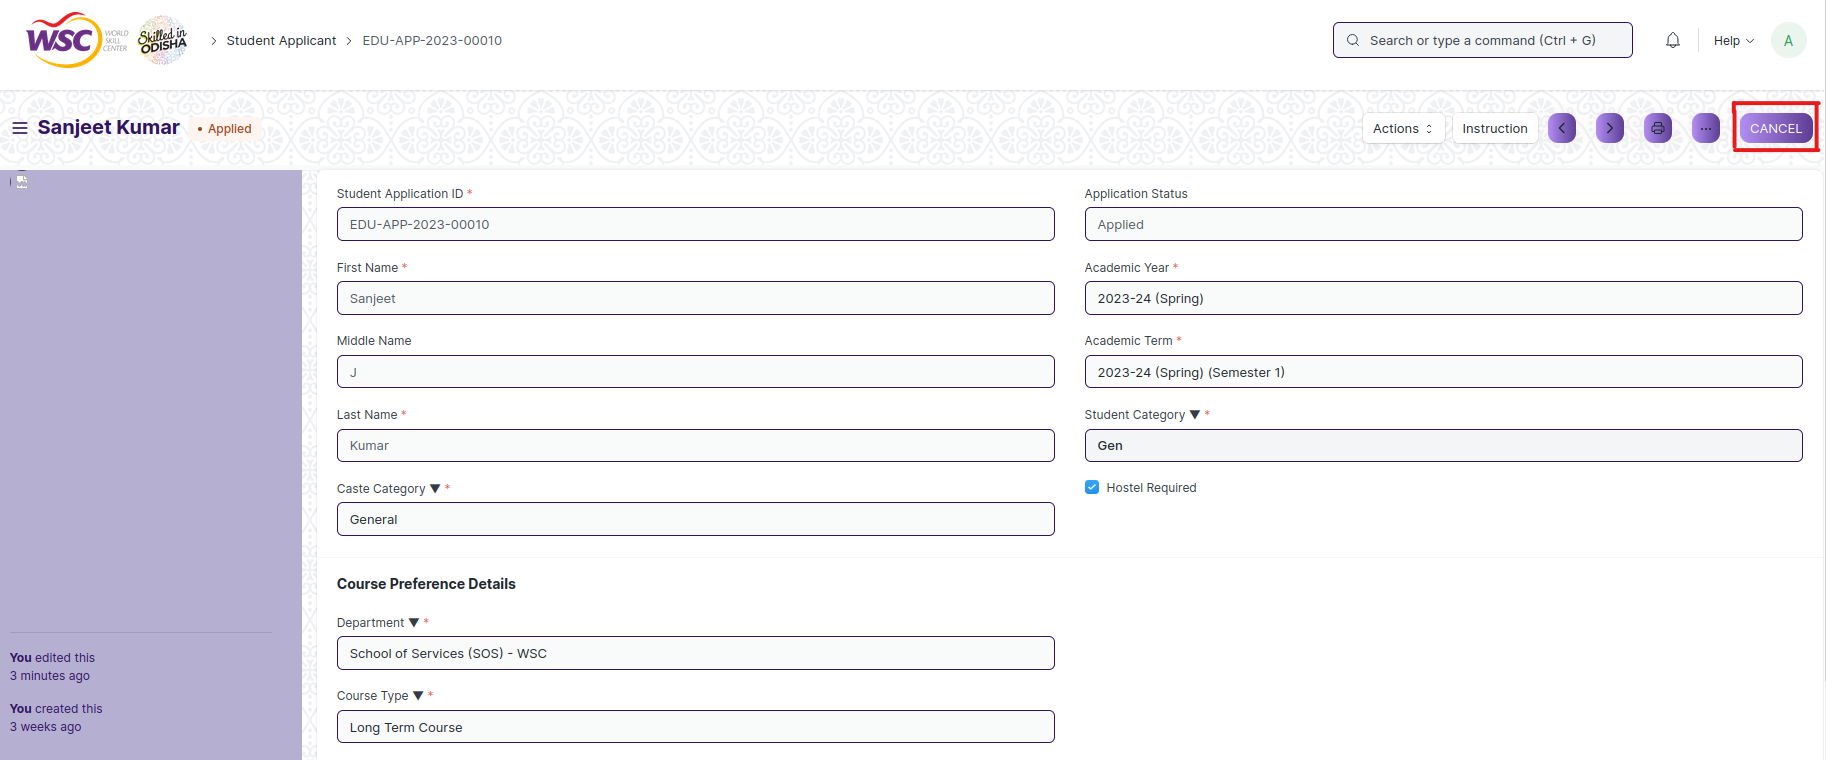 WSC WORLD SKILL CENTER
Skilled in ODISHA
Student Applicant
EDU-APP-2023-00010
Search or type a command (Ctrl + G)
Help
A
Sanjeet Kumar
Applied
Actions
Instruction
CANCEL
Student Application ID *
EDU-APP-2023-00010
Application Status
Applied
First Name *
Sanjeet
Academic Year *
2023-24 (Spring)
Middle Name
J
Academic Term *
2023-24 (Spring) (Semester 1)
Last Name *
Kumar
Student Category ▼ *
Gen
Caste Category ▼ *
General
Hostel Required
Course Preference Details
Department ▼ *
School of Services (SOS) - WSC
Course Type ▼ *
Long Term Course
You edited this
3 minutes ago
You created this
3 weeks ago